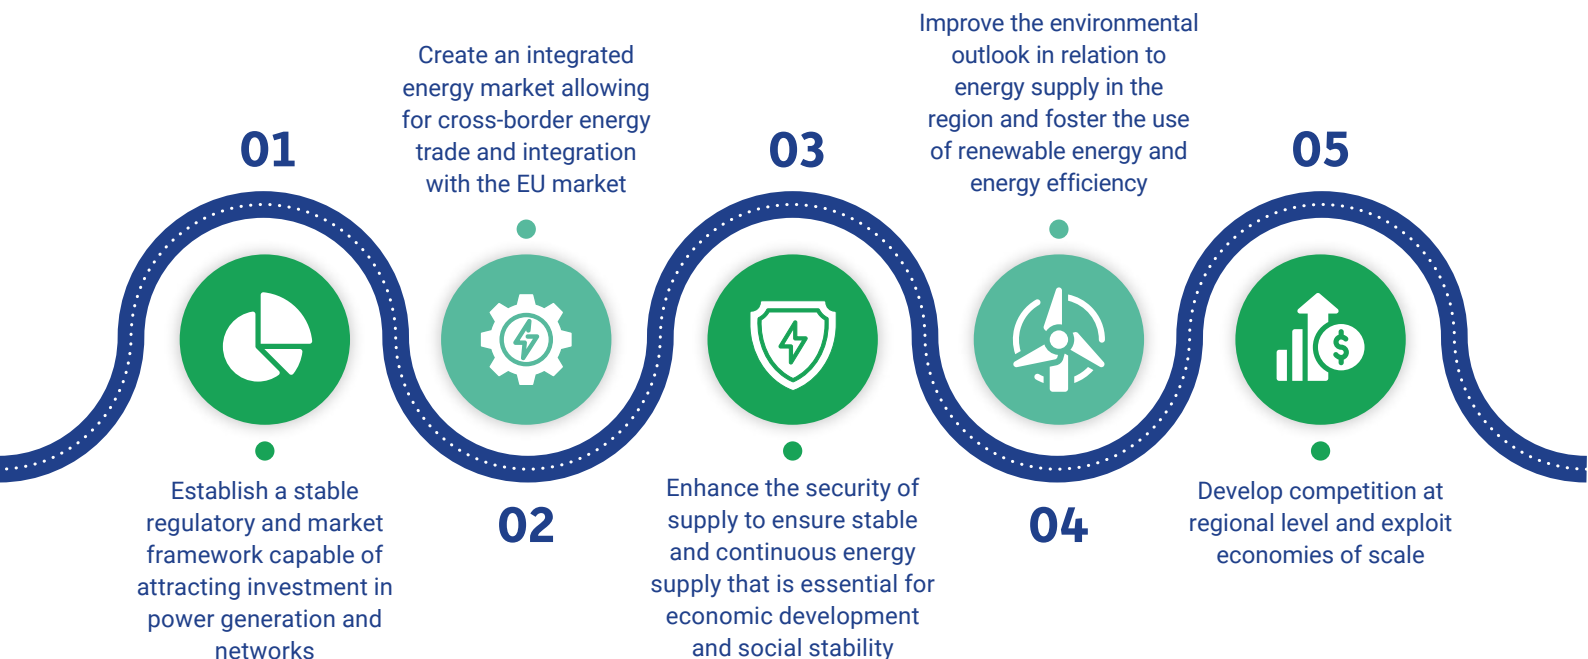 01
Establish a stable
regulatory and market
framework capable of
attracting investment in
power generation and
networks
Create an integrated
energy market allowing
for cross-border energy
trade and integration
with the EU market
02
03
Enhance the security of
supply to ensure stable
and continuous energy
supply that is essential for
economic development
and social stability
Improve the environmental
outlook in relation to
energy supply in the
region and foster the use
of renewable energy and
energy efficiency
04
05
Develop competition at
regional level and exploit
economies of scale
$